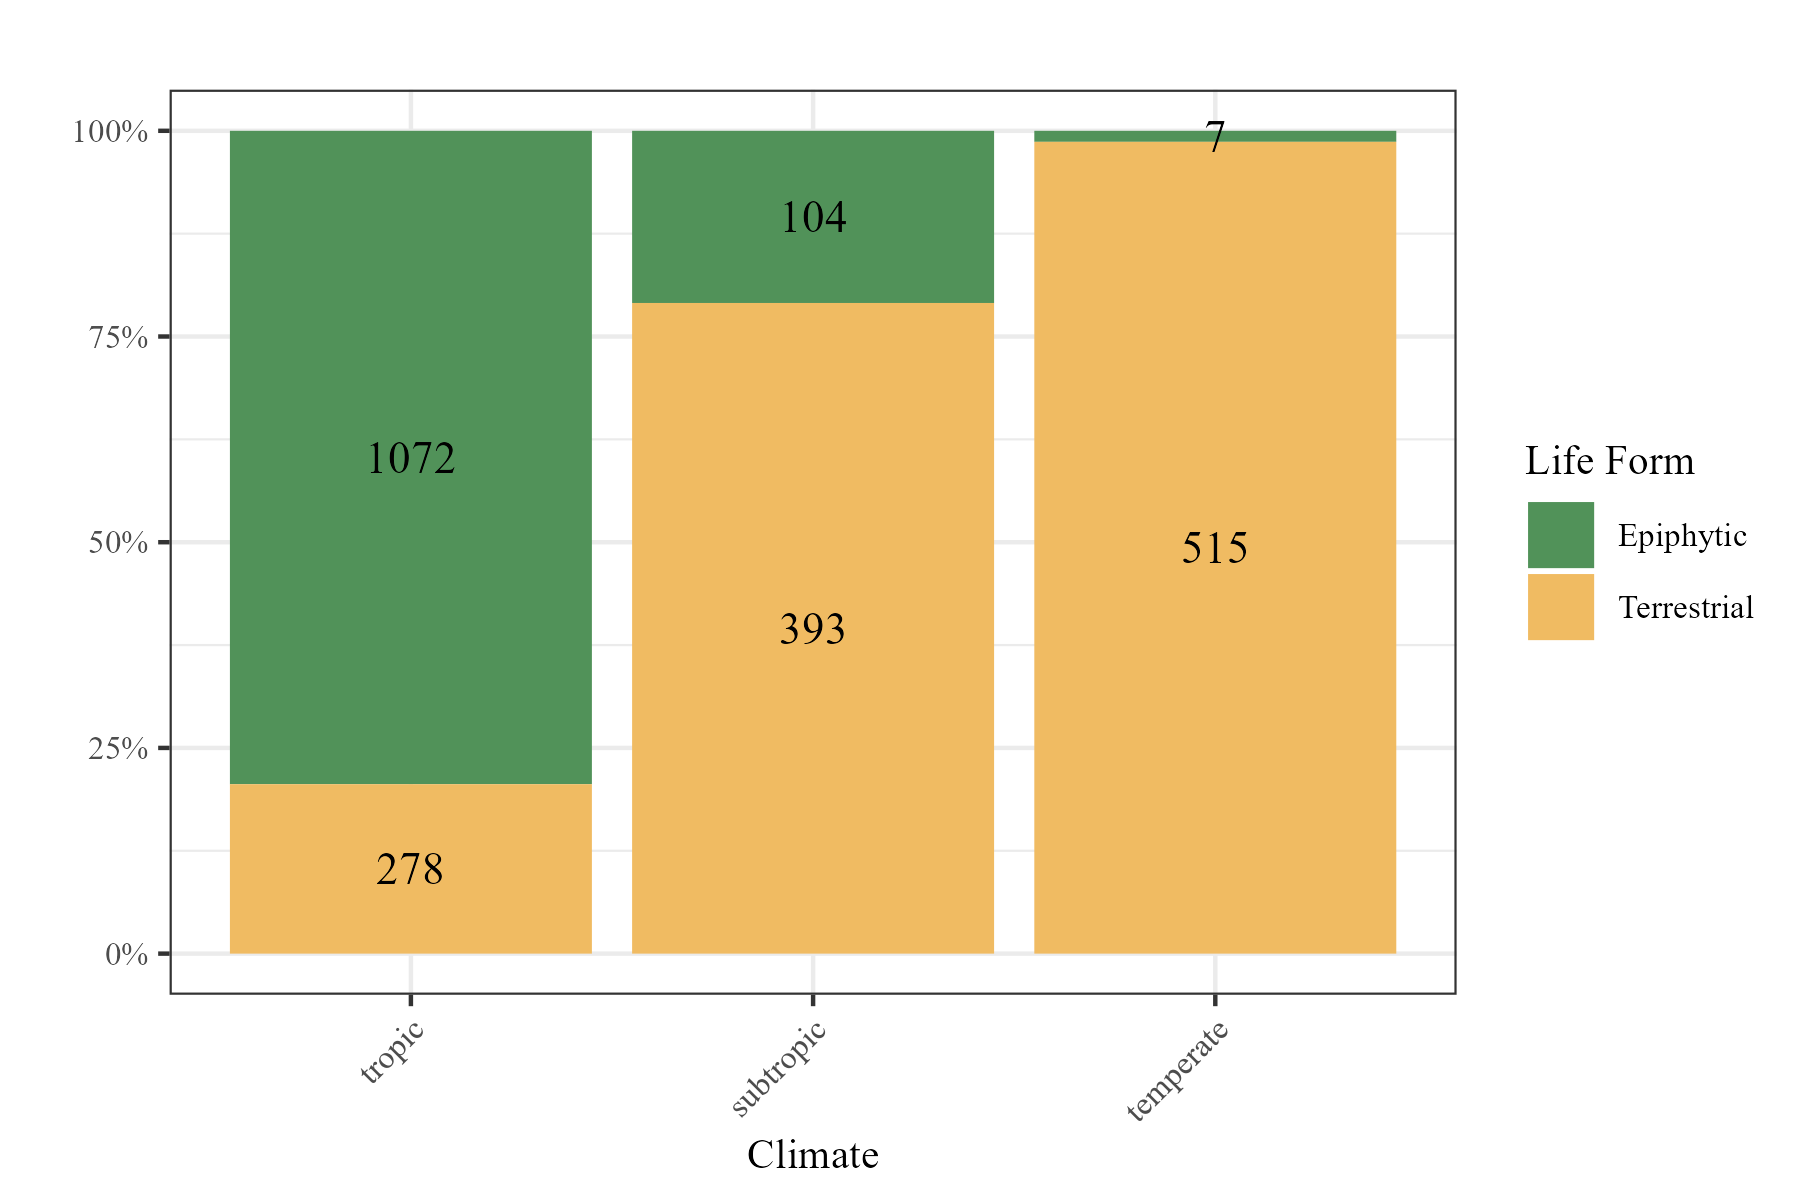 100%
75%
50%
25%
0%
1072
278
104
393
7
515
tropic
subtropic
temperate
Climate
Life Form
Epiphytic
Terrestrial